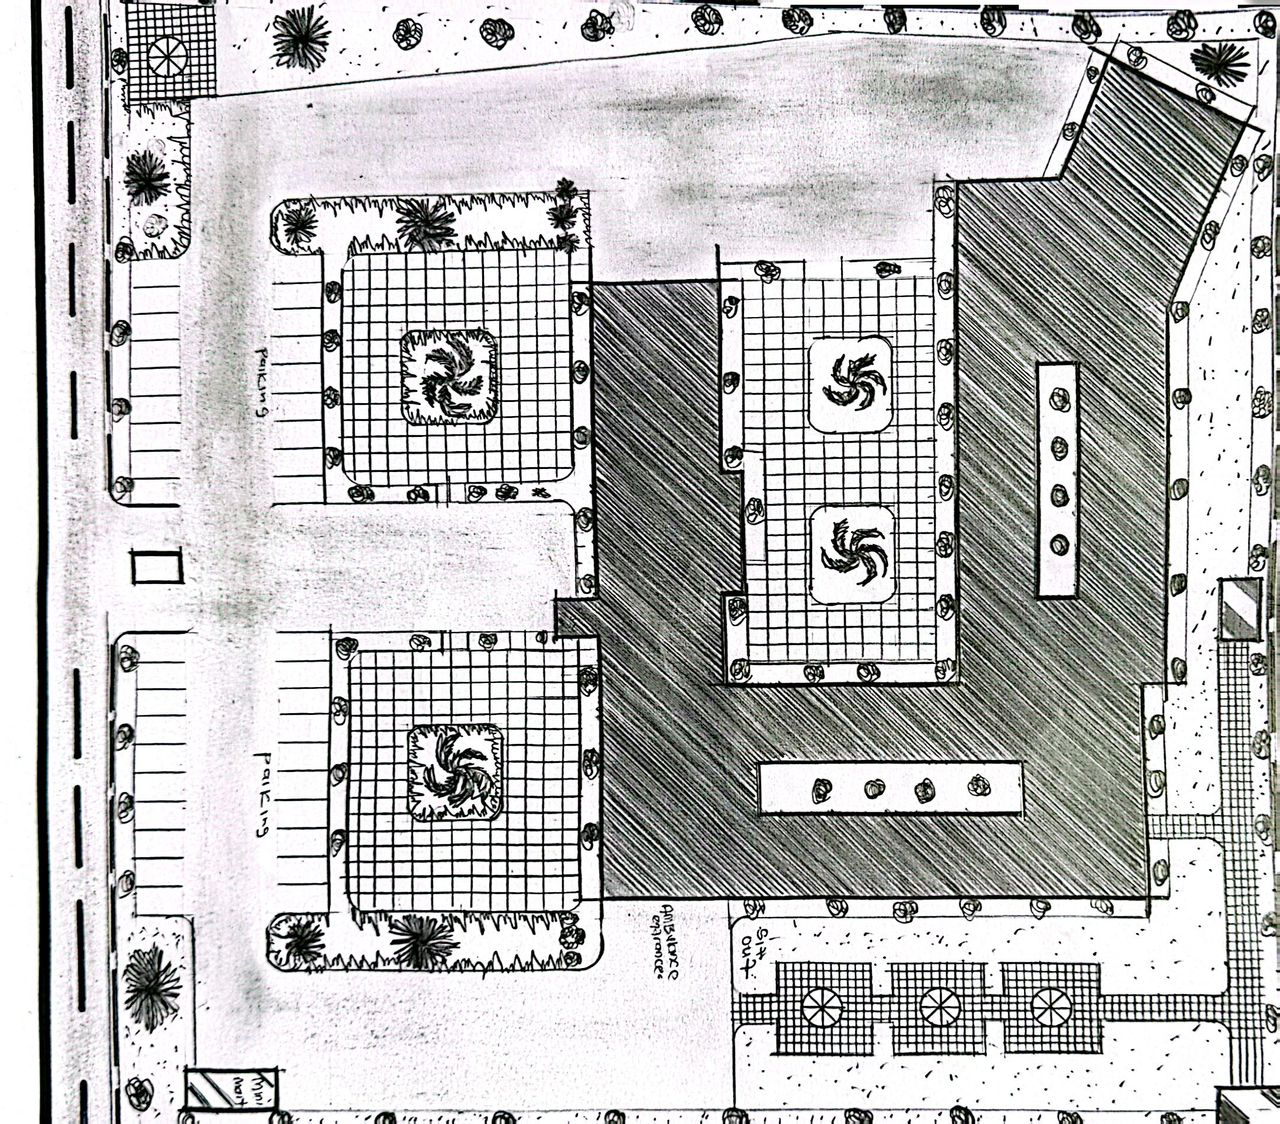 parking
parking
Ambulance
entrance
Sit
out
Mini
mart